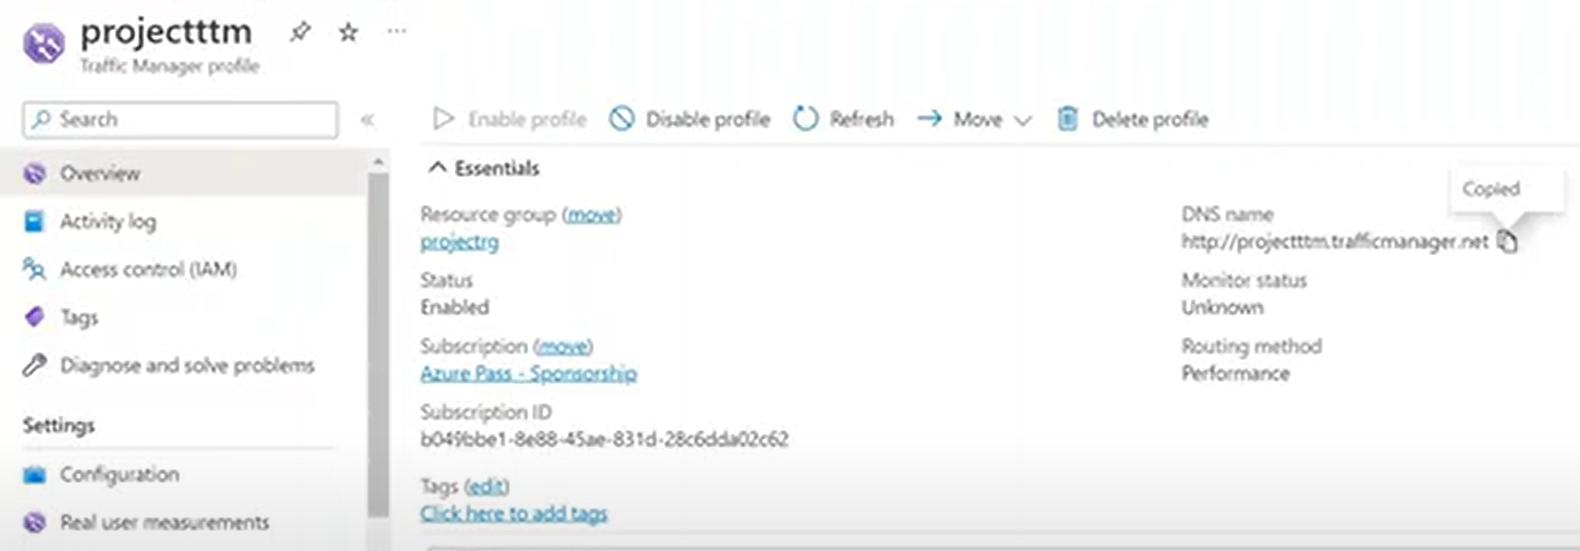 projectttm
Traffic Manager profile
Search
Enable profile
Disable profile
Refresh
Move
Delete profile
Overview
Activity log
Access control (IAM)
Tags
Diagnose and solve problems
Settings
Configuration
Real user measurements
Essentials
Copied
Resource group (move)
projectrg
Status
Enabled
Subscription (move)
Azure Pass - Sponsorship
Subscription ID
b049bbe1-8e88-45ae-831d-28c6dda02c62
Tags (edit)
Click here to add tags
DNS name
http://projectttm.trafficmanager.net
Monitor status
Unknown
Routing method
Performance